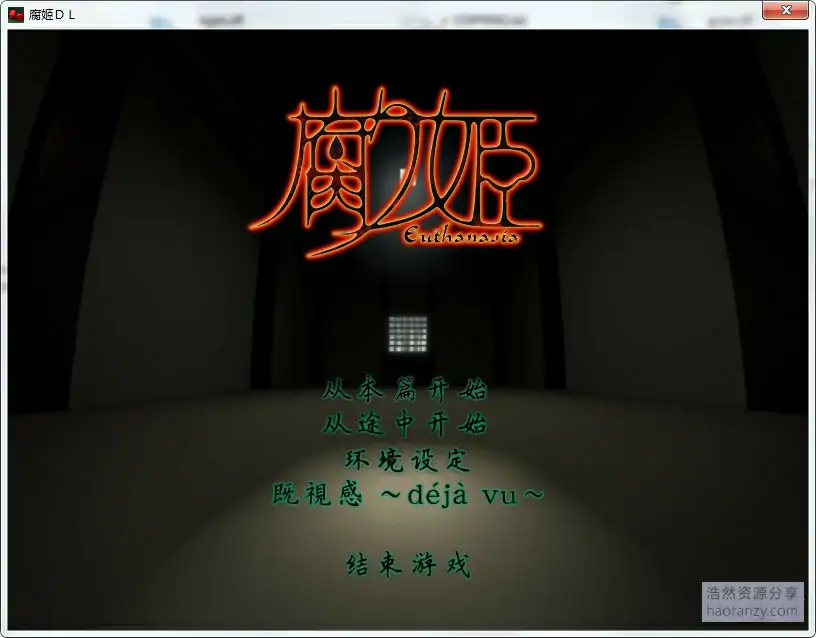 腐姫ＤＬ
腐り姫
Euthanasia
从本篇开始
从途中开始
环境设定
既視感 ～déjà vu～
结束游戏
浩然资源分享
haoranzy.com